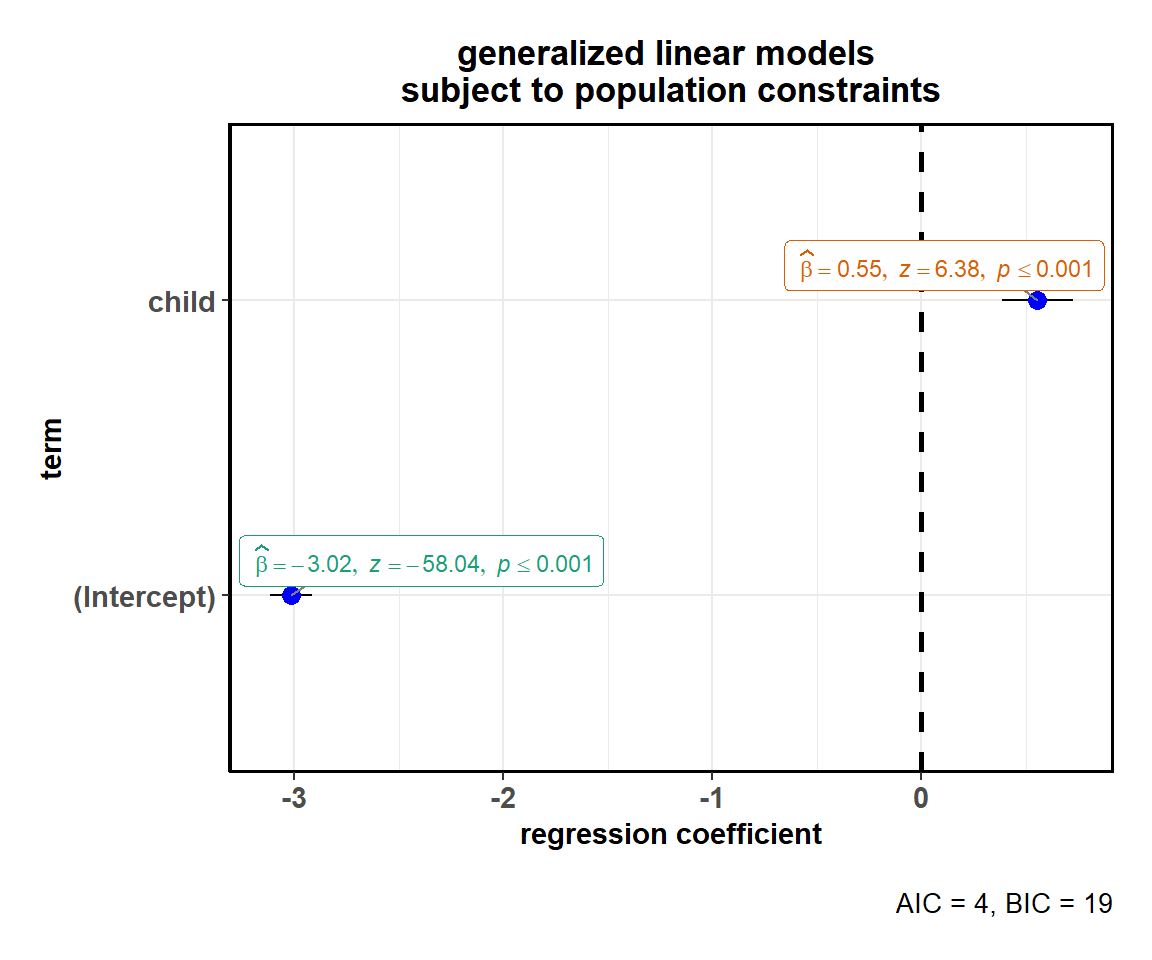 generalized linear models
subject to population constraints
term
child
β̂ = 0.55, z = 6.38, p ≤ 0.001
(Intercept)
β̂ = −3.02, z = −58.04, p ≤ 0.001
-3 -2 -1 0
regression coefficient
AIC = 4, BIC = 19